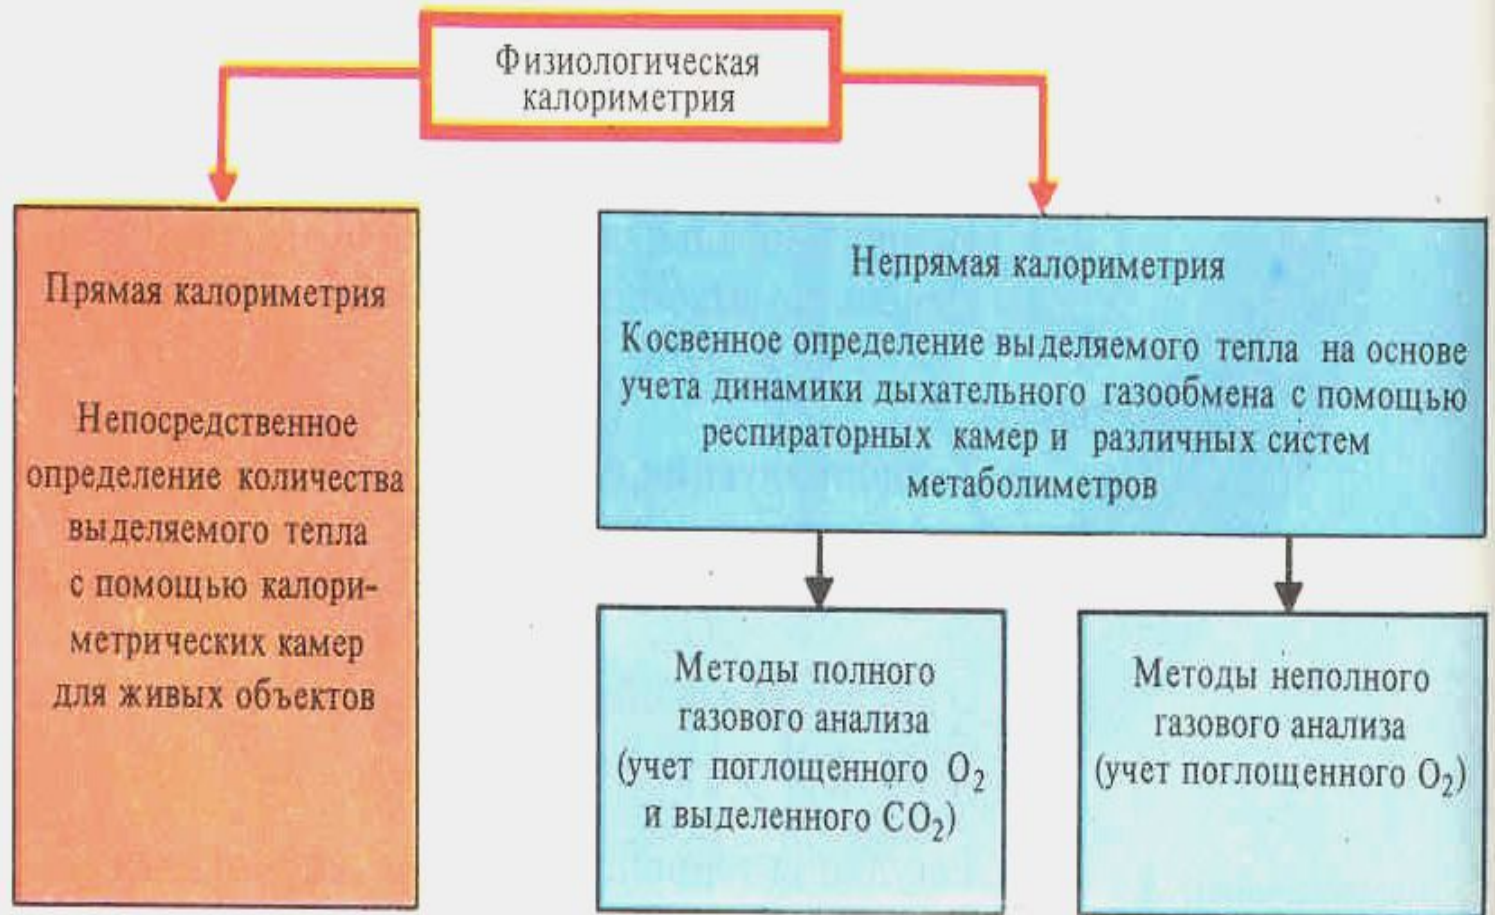 Физиологическая
калориметрия
Прямая калориметрия
Непосредственное
определение количества
выделяемого тепла
с помощью калори-
метрических камер
для живых объектов
Непрямая калориметрия
Косвенное определение выделяемого тепла на основе
учета динамики дыхательного газообмена с помощью
респираторных камер и различных систем
метаболиметров
Методы полного
газового анализа
(учет поглощенного O₂
и выделенного CO₂)
Методы неполного
газового анализа
(учет поглощенного O₂)